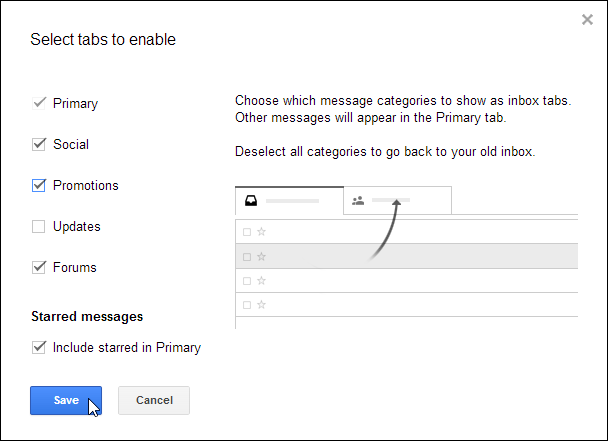 Select tabs to enable
Primary
Social
Promotions
Updates
Forums
Starred messages
Include starred in Primary
Choose which message categories to show as inbox tabs.
Other messages will appear in the Primary tab.
Deselect all categories to go back to your old inbox.
Save
Cancel